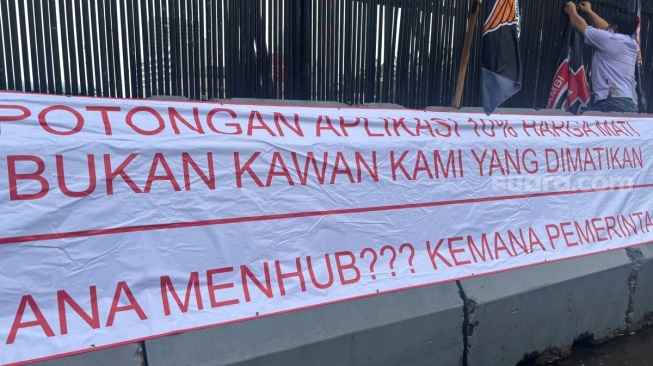 POTONGAN APLIKASI 10% HARGA MATI
BUKAN KAWAN KAMI YANG DIMATIKAN
suara.com
ANA MENHUB??? KEMANA PEMERINTA